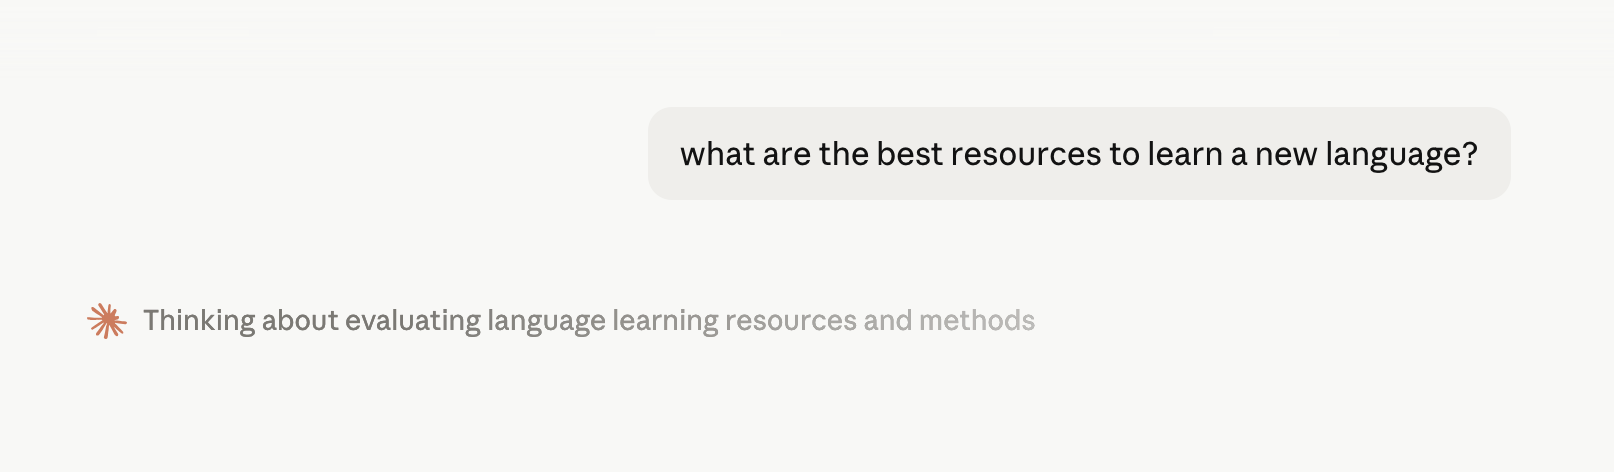 what are the best resources to learn a new language?
Thinking about evaluating language learning resources and methods